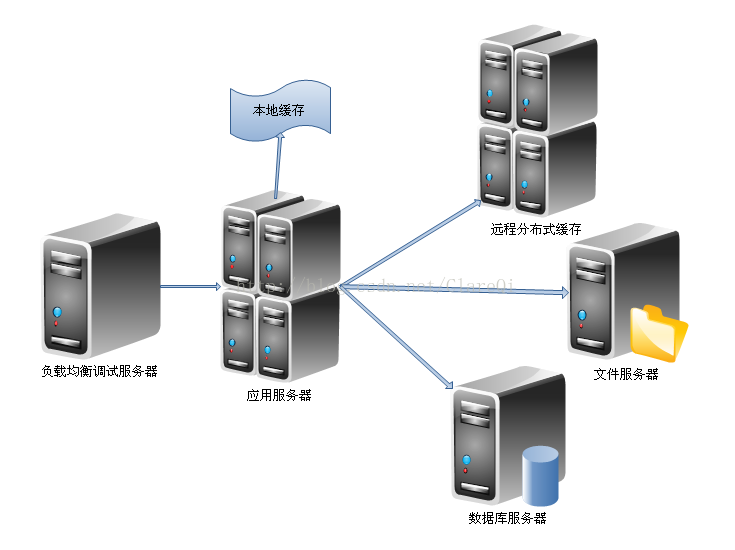 本地缓存
远程分布式缓存
http://blog.csdn.net/ClareQi
负载均衡调试服务器
应用服务器
文件服务器
数据库服务器